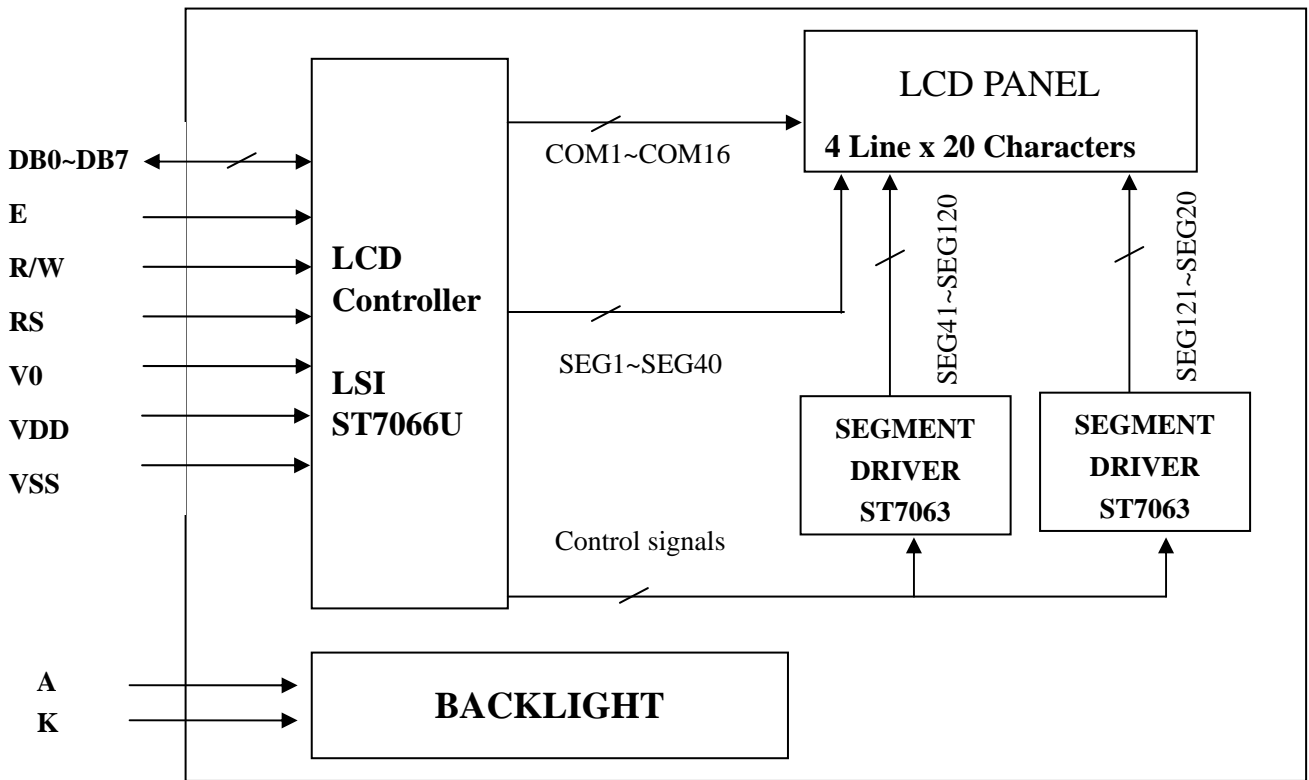 LCD PANEL
4 Line x 20 Characters
COM1~COM16
DB0~DB7
E
R/W
RS
V0
VDD
VSS
LCD
Controller
LSI
ST7066U
SEG1~SEG40
SEG41~SEG120
SEG121~SEG20
SEGMENT
DRIVER
ST7063
SEGMENT
DRIVER
ST7063
Control signals
A
K
BACKLIGHT